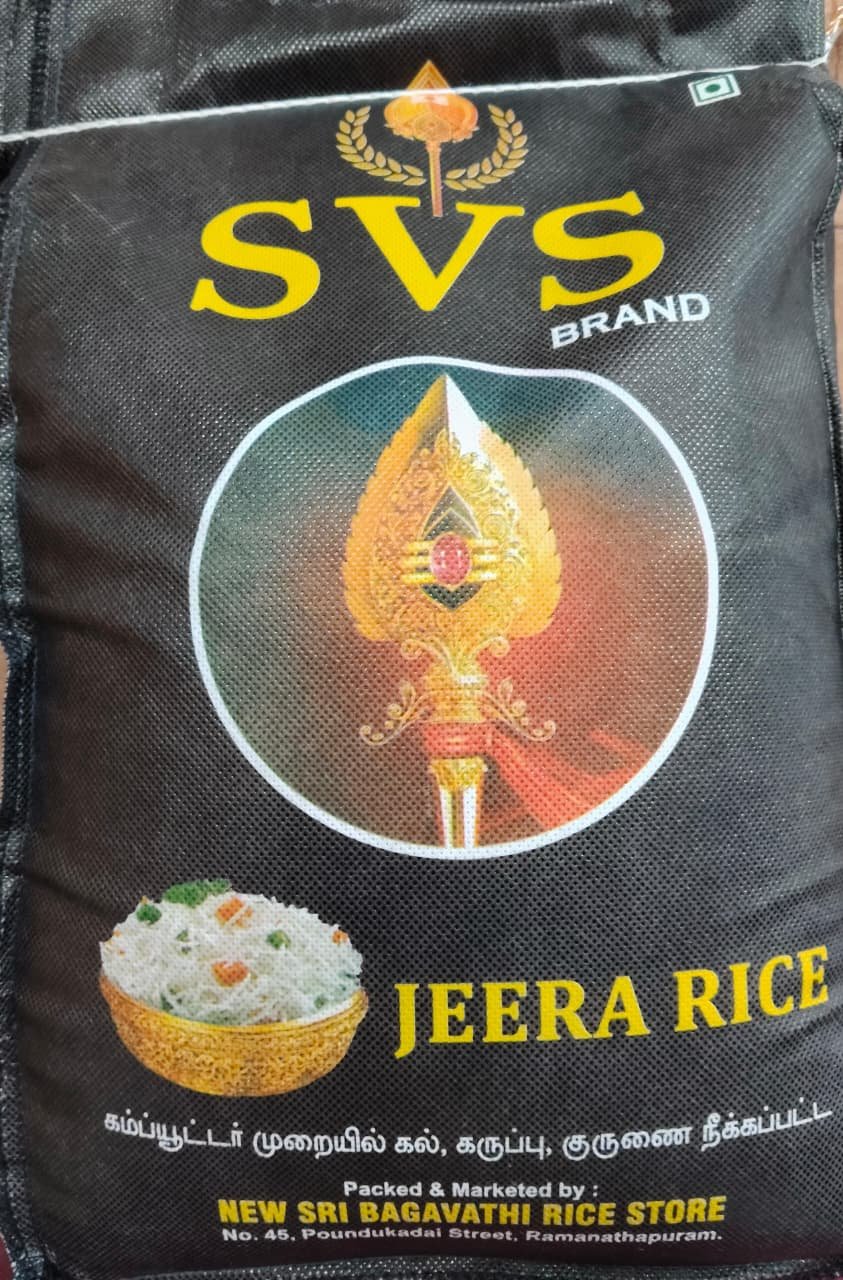 SVS
BRAND
JEERA RICE
கம்ப்யூட்டர் முறையில் கல், கருப்பு, குருணை நீக்கப்பட்ட
Packed & Marketed by :
NEW SRI BAGAVATHI RICE STORE
No. 45, Poundukadai Street, Ramanathapuram.